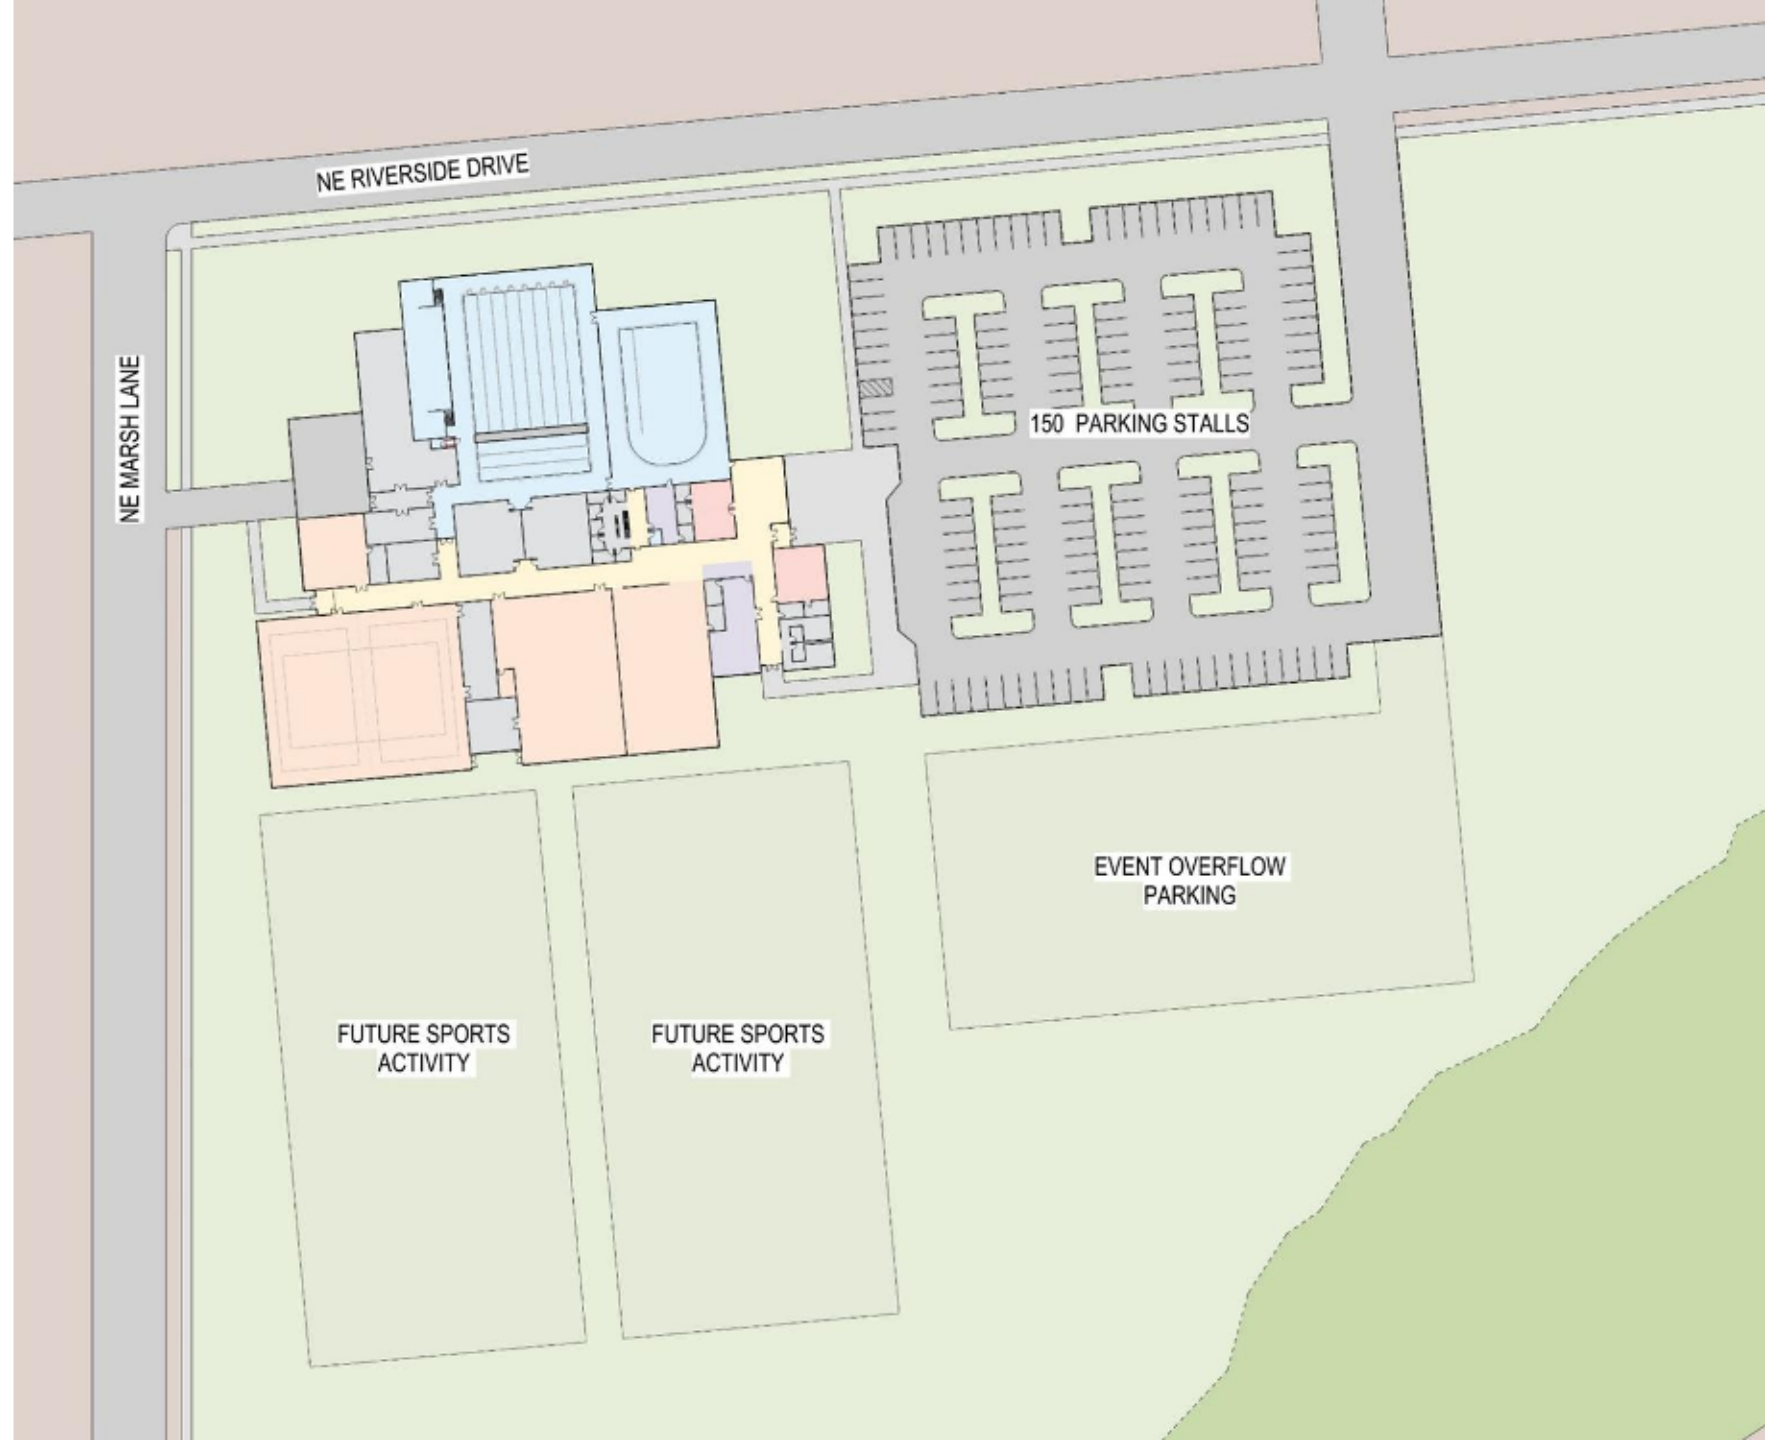 NE RIVERSIDE DRIVE
NE MARSH LANE
150 PARKING STALLS
EVENT OVERFLOW
PARKING
FUTURE SPORTS
ACTIVITY
FUTURE SPORTS
ACTIVITY